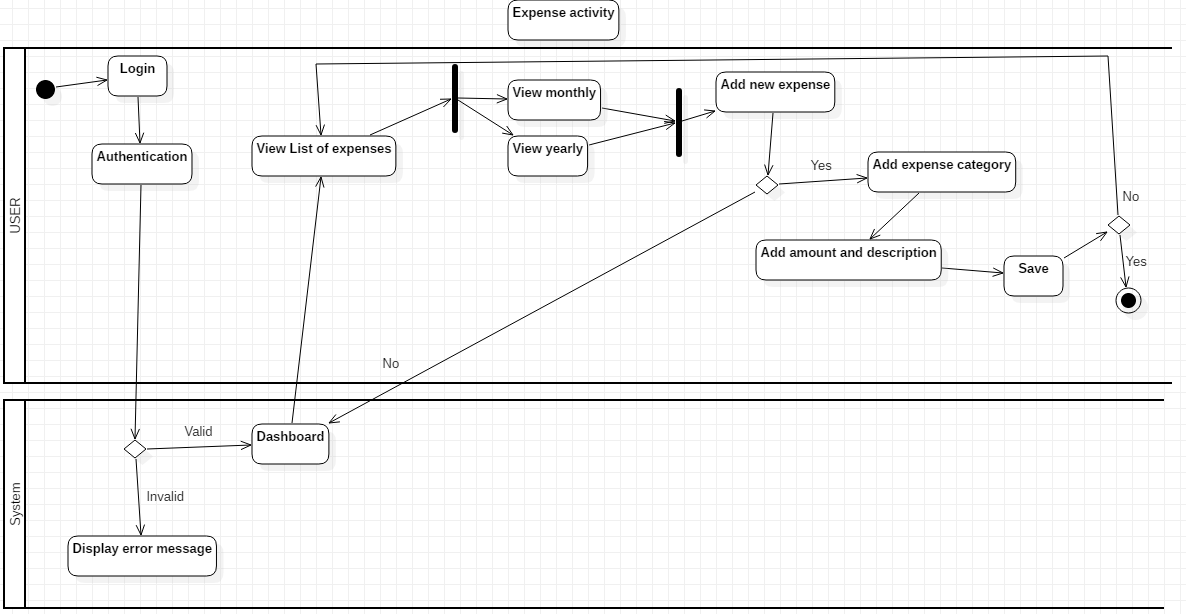 Expense activity
USER
Login
Authentication
View List of expenses
View monthly
View yearly
Add new expense
Yes
Add expense category
Add amount and description
Save
No
Yes
No
System
Valid
Dashboard
Invalid
Display error message